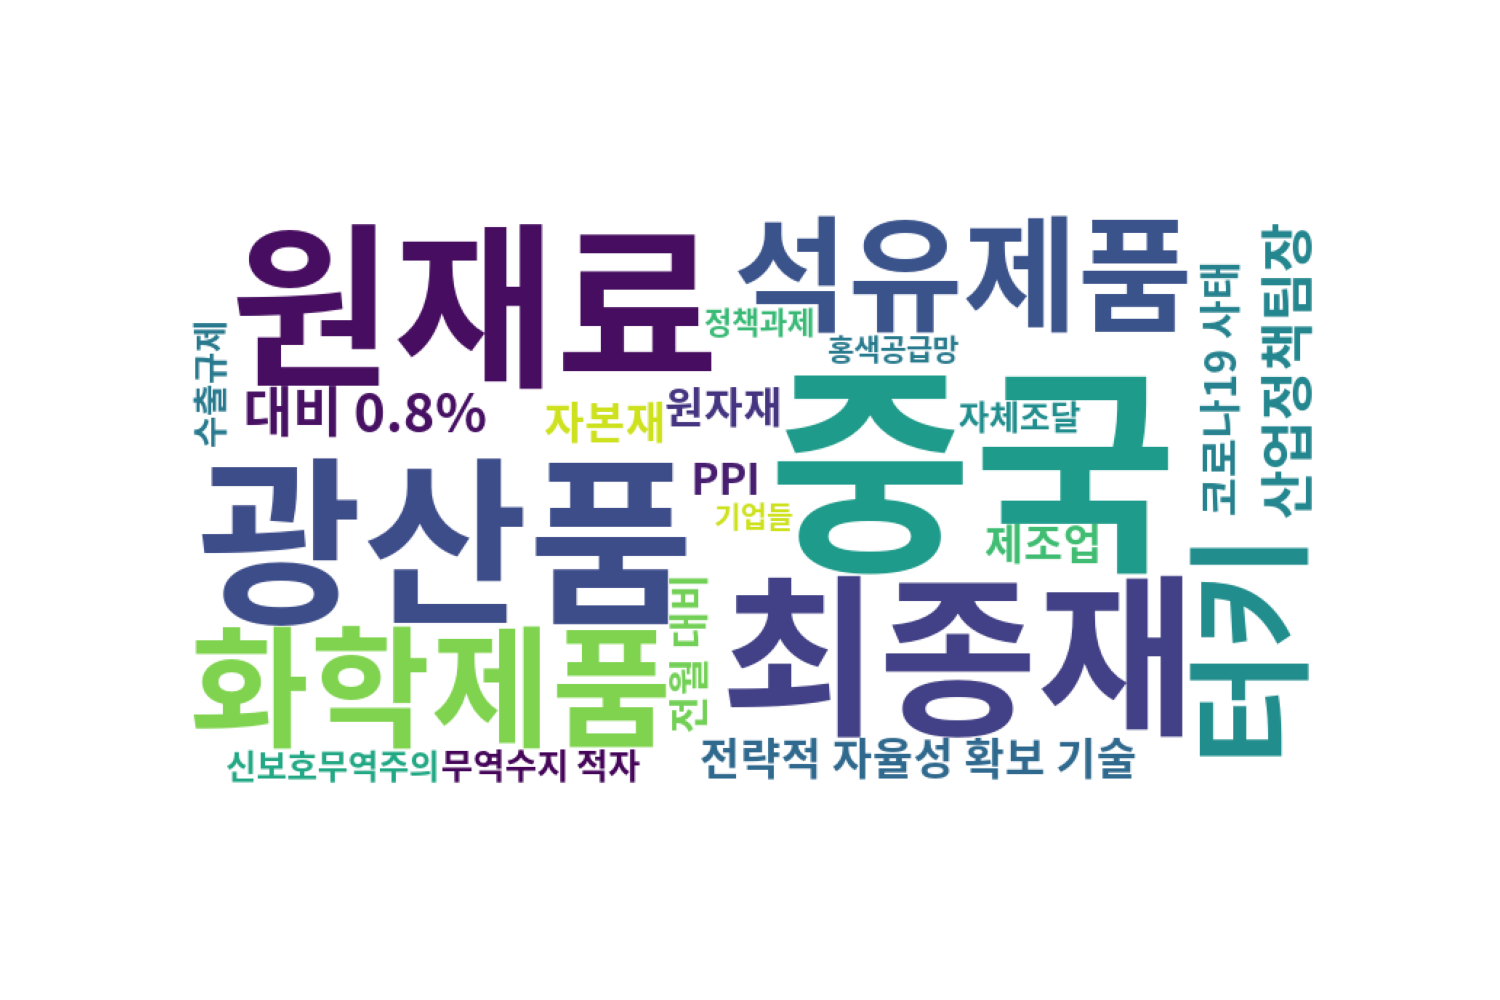 원재료
석유제품
정책과제
홍색공급망
수출규제
대비 0.8%
자본재
원자재
중국
자체조달
코로나19 사태
산업정책팀장
광산품
PPI
기업들
제조업
터키
화학제품
전월 대비
최종재
신보호무역주의
무역수지 적자
전략적 자율성 확보 기술